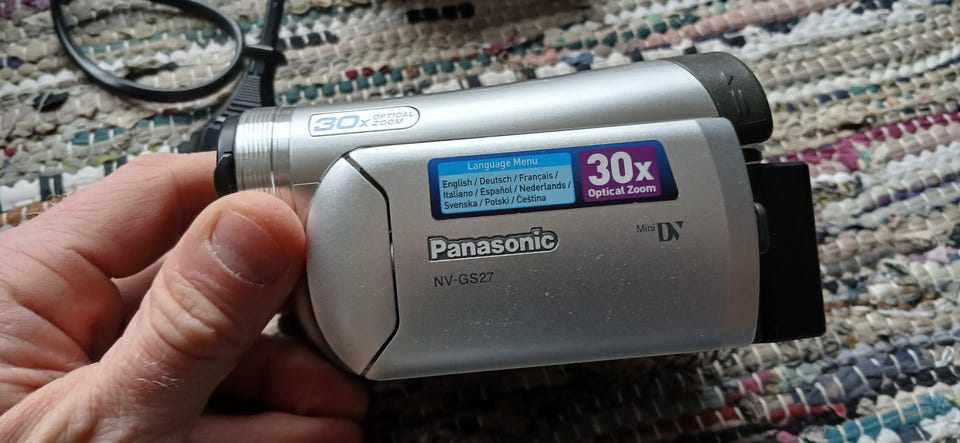 30x OPTICAL
ZOOM
Language Menu
English / Deutsch / Français /
Italiano / Español / Nederlands /
Svenska / Polski / Čeština
30x
Optical Zoom
Panasonic
Mini DV
NV-GS27